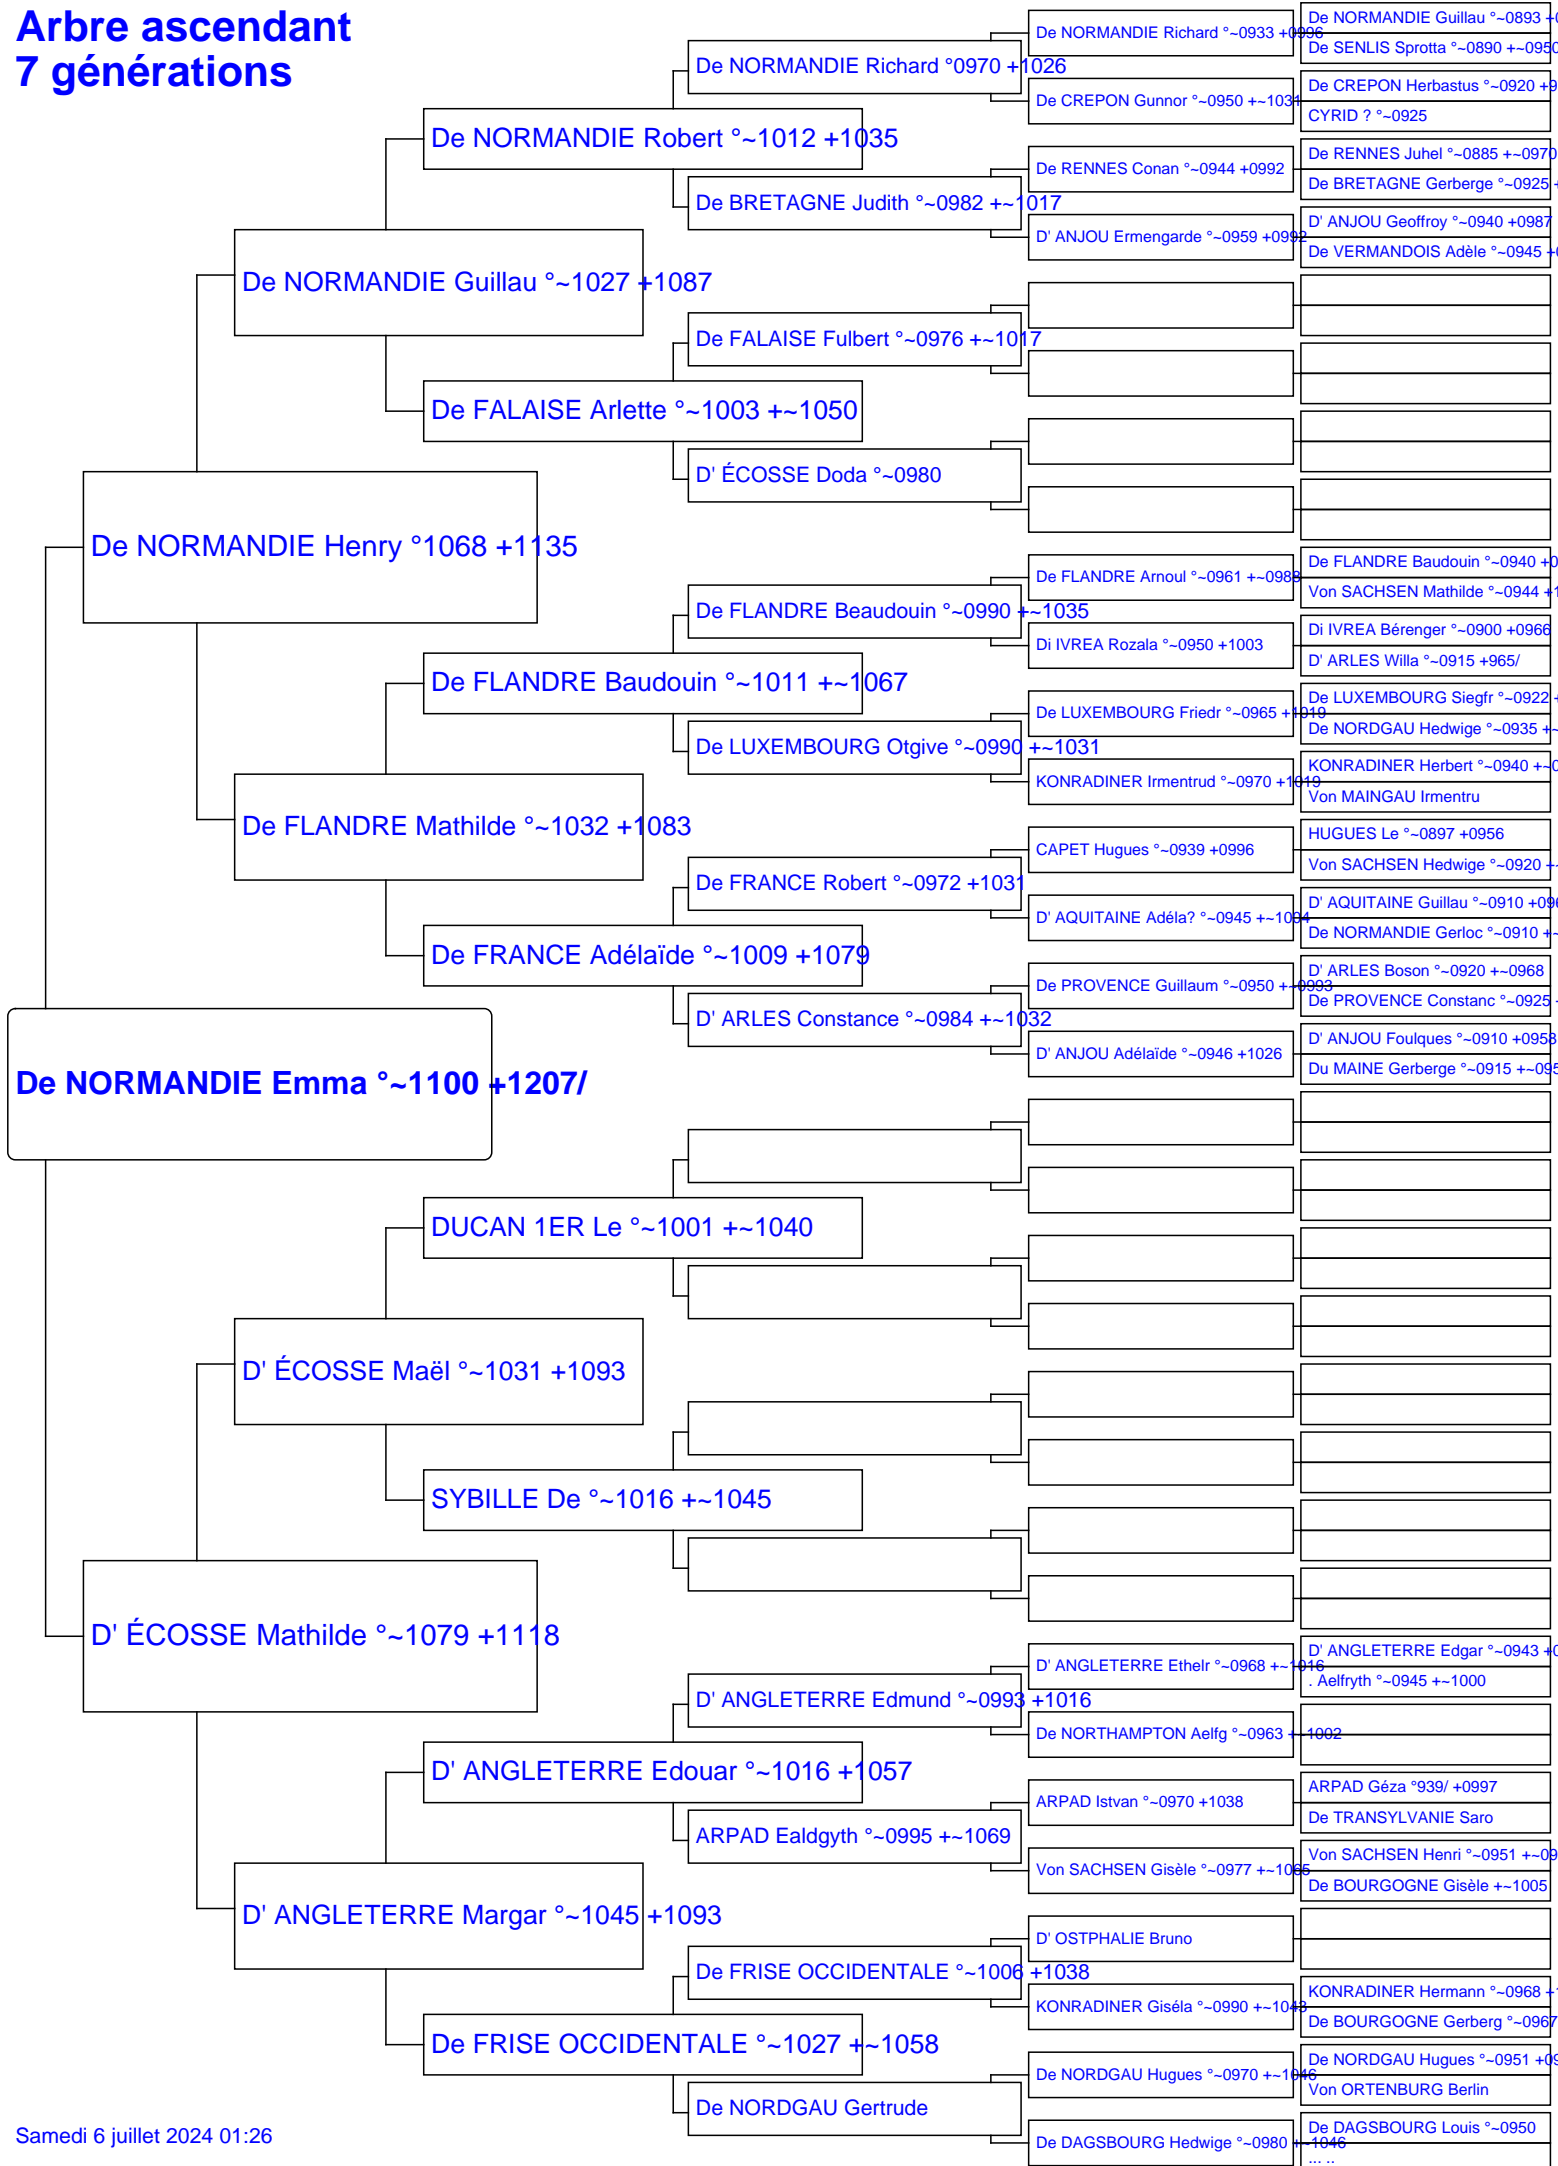 Arbre ascendant
7 générations
De NORMANDIE Emma °~1100 +1207/
De NORMANDIE Henry °1068 +1135
D' ÉCOSSE Mathilde °~1079 +1118
De NORMANDIE Guillau °~1027 +1087
De FLANDRE Mathilde °~1032 +1083
D' ÉCOSSE Maël °~1031 +1093
D' ANGLETERRE Margar °~1045 +1093
De NORMANDIE Robert °~1012 +1035
De FALAISE Arlette °~1003 +~1050
De FLANDRE Baudouin °~1011 +~1067
De FRANCE Adélaïde °~1009 +1079
DUCAN 1ER Le °~1001 +~1040
SYBILLE De °~1016 +~1045
D' ANGLETERRE Edouar °~1016 +1057
De FRISE OCCIDENTALE °~1027 +~1058
De NORMANDIE Richard °0970 +1026
De BRETAGNE Judith °~0982 +~1017
De FALAISE Fulbert °~0976 +~1017
D' ÉCOSSE Doda °~0980
De FLANDRE Beaudouin °~0990 +~1035
De LUXEMBOURG Otgive °~0990 +~1031
De FRANCE Robert °~0972 +1031
D' ARLES Constance °~0984 +~1032
D' ANGLETERRE Edmund °~0993 +1016
ARPAD Ealdgyth °~0995 +~1069
De FRISE OCCIDENTALE °~1006 +1038
De NORDGAU Gertrude
De NORMANDIE Richard °~0933 +0996
De CREPON Gunnor °~0950 +~1031
De RENNES Conan °~0944 +0992
D' ANJOU Ermengarde °~0959 +0992
De FLANDRE Arnoul °~0961 +~0988
Di IVREA Rozala °~0950 +1003
De LUXEMBOURG Friedr °~0965 +1019
KONRADINER Irmentrud °~0970 +1019
CAPET Hugues °~0939 +0996
D' AQUITAINE Adéla? °~0945 +~1004
De PROVENCE Guillaum °~0950 +~0993
D' ANJOU Adélaïde °~0946 +1026
D' ANGLETERRE Ethelr °~0968 +~1016
De NORTHAMPTON Aelfg °~0963 +~1002
ARPAD Istvan °~0970 +1038
Von SACHSEN Gisèle °~0977 +~1065
D' OSTPHALIE Bruno
KONRADINER Giséla °~0990 +~1043
De NORDGAU Hugues °~0970 +~1046
De DAGSBOURG Hedwige °~0980 +~1046
De NORMANDIE Guillau °~0893 +0
De SENLIS Sprotta °~0890 +~0950
De CREPON Herbastus °~0920 +9
CYRID ? °~0925
De RENNES Juhel °~0885 +~0970
De BRETAGNE Gerberge °~0925 +
D' ANJOU Geoffroy °~0940 +0987
De VERMANDOIS Adèle °~0945 +0
De FLANDRE Baudouin °~0940 +0
Von SACHSEN Mathilde °~0944 +1
Di IVREA Bérenger °~0900 +0966
D' ARLES Willa °~0915 +965/
De LUXEMBOURG Siegfr °~0922 +
De NORDGAU Hedwige °~0935 +~
KONRADINER Herbert °~0940 +~0
Von MAINGAU Irmentru
HUGUES Le °~0897 +0956
Von SACHSEN Hedwige °~0920 +~
D' AQUITAINE Guillau °~0910 +096
De NORMANDIE Gerloc °~0910 +~
D' ARLES Boson °~0920 +~0968
De PROVENCE Constanc °~0925 +
D' ANJOU Foulques °~0910 +0958
Du MAINE Gerberge °~0915 +~095
D' ANGLETERRE Edgar °~0943 +0
. Aelfryth °~0945 +~1000
ARPAD Géza °939/ +0997
De TRANSYLVANIE Saro
Von SACHSEN Henri °~0951 +~09
De BOURGOGNE Gisèle +~1005
KONRADINER Hermann °~0968 +1
De BOURGOGNE Gerberg °~0967
De NORDGAU Hugues °~0951 +09
Von ORTENBURG Berlin
De DAGSBOURG Louis °~0950
... ..
Samedi 6 juillet 2024 01:26